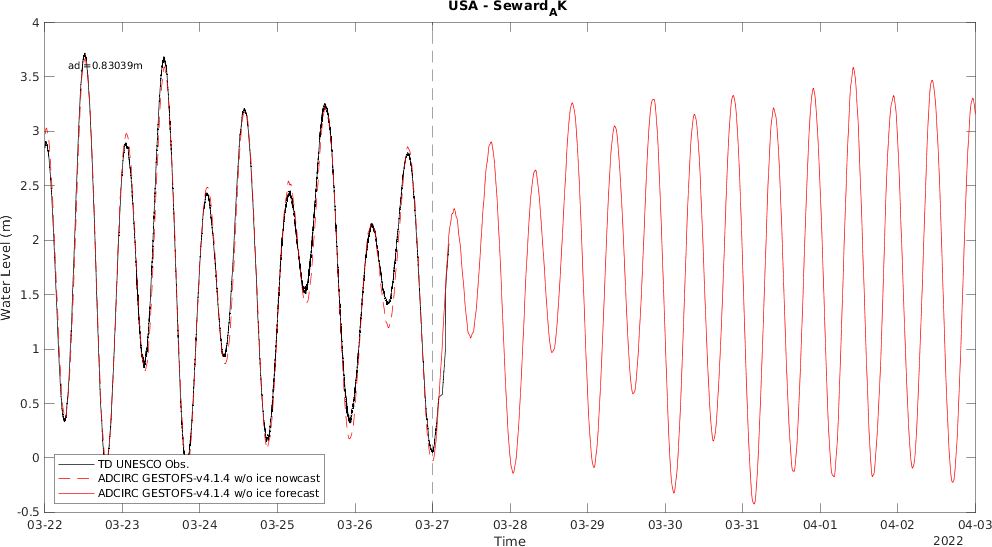 USA - Seward_AK
4
3.5
3
2.5
2
1.5
1
0.5
0
-0.5
Water Level (m)
adj=0.83039m
TD UNESCO Obs.
ADCIRC GESTOFS-v4.1.4 w/o ice nowcast
ADCIRC GESTOFS-v4.1.4 w/o ice forecast
03-22 03-23 03-24 03-25 03-26 03-27 03-28 03-29 03-30 03-31 04-01 04-02 04-03
Time
2022